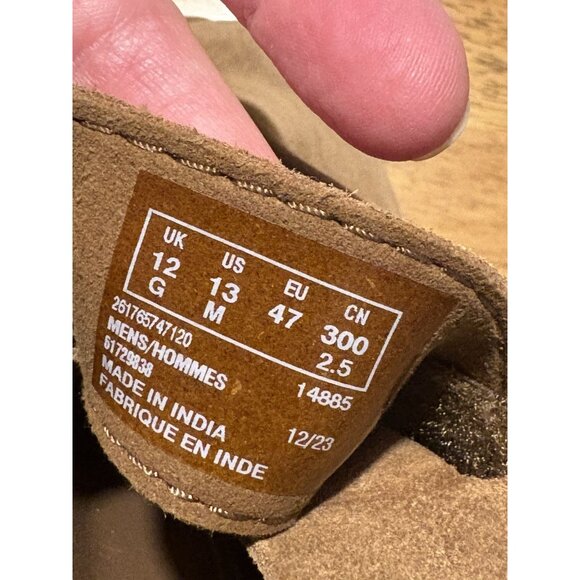 UK US EU CN
12 13 47 300
G M 2.5
261765747120 14885
MENS/HOMMES
61729838
MADE IN INDIA 12/23
FABRIQUE EN INDE